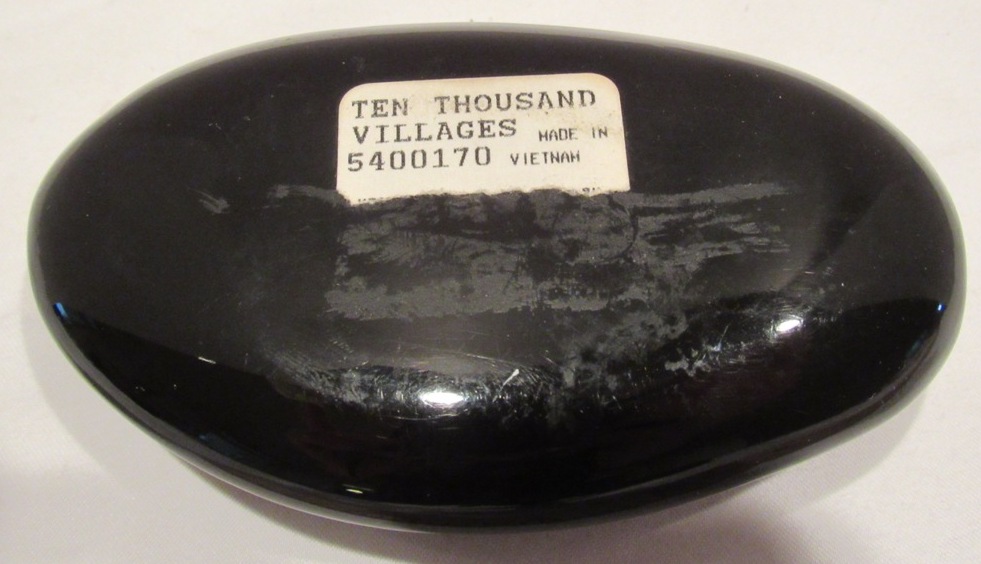 TEN THOUSAND
VILLAGES MADE IN
5400170 VIETNAM